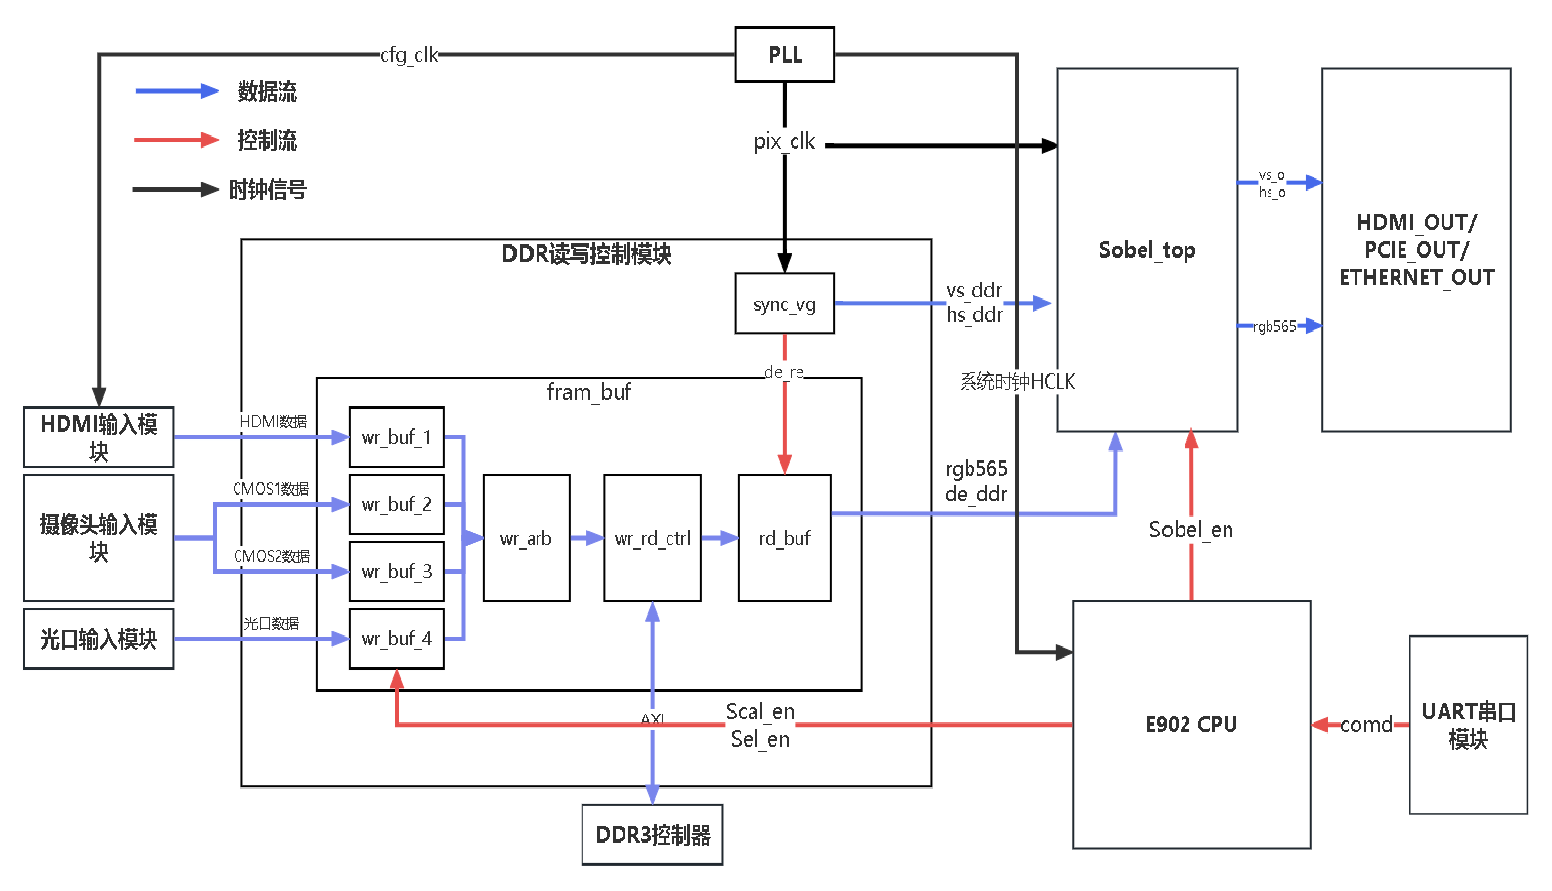 PLL
cfg_clk
数据流
控制流
时钟信号
pix_clk
DDR读写控制模块
sync_vg
vs_ddr
hs_ddr
de_re
Sobel_top
vs_o
hs_o
rgb565
HDMI_OUT/
PCIE_OUT/
ETHERNET_OUT
系统时钟HCLK
fram_buf
HDMI输入模
块
HDMI数据
wr_buf_1
摄像头输入模
块
CMOS1数据
wr_buf_2
CMOS2数据
wr_buf_3
光口输入模块
光口数据
wr_buf_4
wr_arb
wr_rd_ctrl
rd_buf
rgb565
de_ddr
Sobel_en
AXI
Scal_en
Sel_en
E902 CPU
comd
UART串口
模块
DDR3控制器